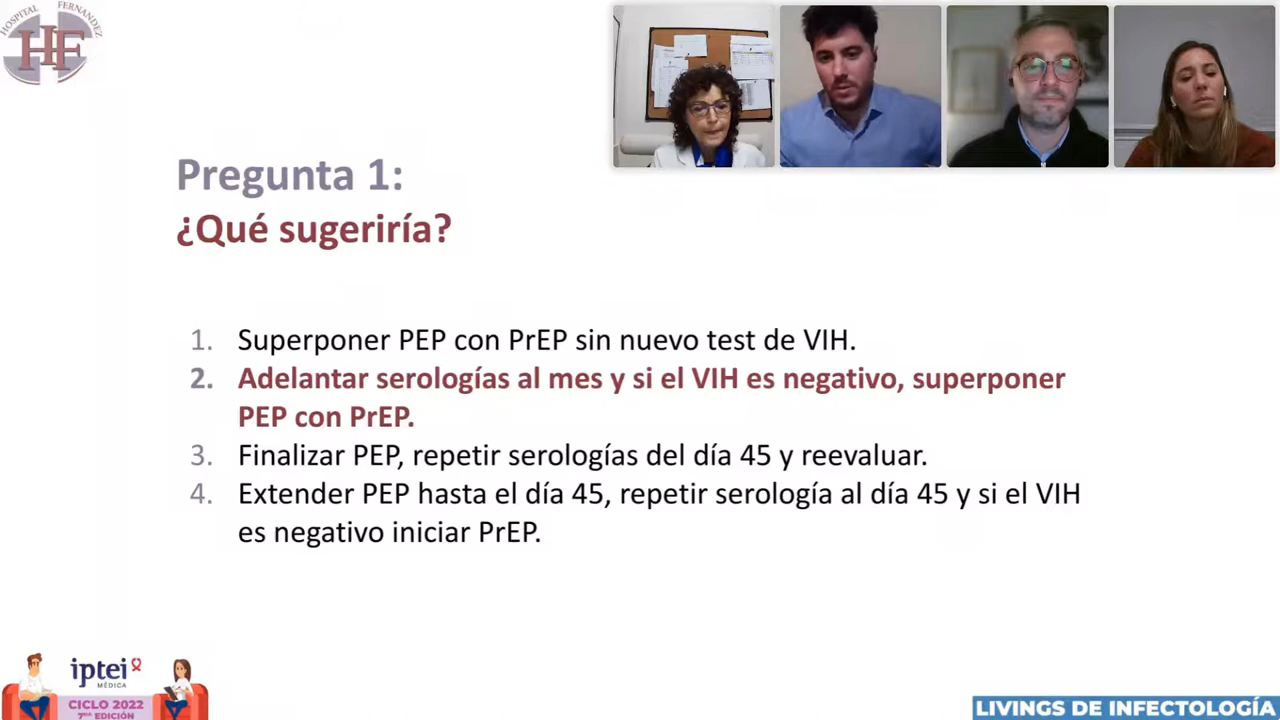 HOSPITAL FERNANDEZ
HF
Pregunta 1:
¿Qué sugeriría?
1. Superponer PEP con PrEP sin nuevo test de VIH.
2. Adelantar serologías al mes y si el VIH es negativo, superponer
PEP con PrEP.
3. Finalizar PEP, repetir serologías del día 45 y reevaluar.
4. Extender PEP hasta el día 45, repetir serología al día 45 y si el VIH
es negativo iniciar PrEP.
iptei
MÉDICA
CICLO 2022
7MA EDICIÓN
LIVINGS DE INFECTOLOGÍA